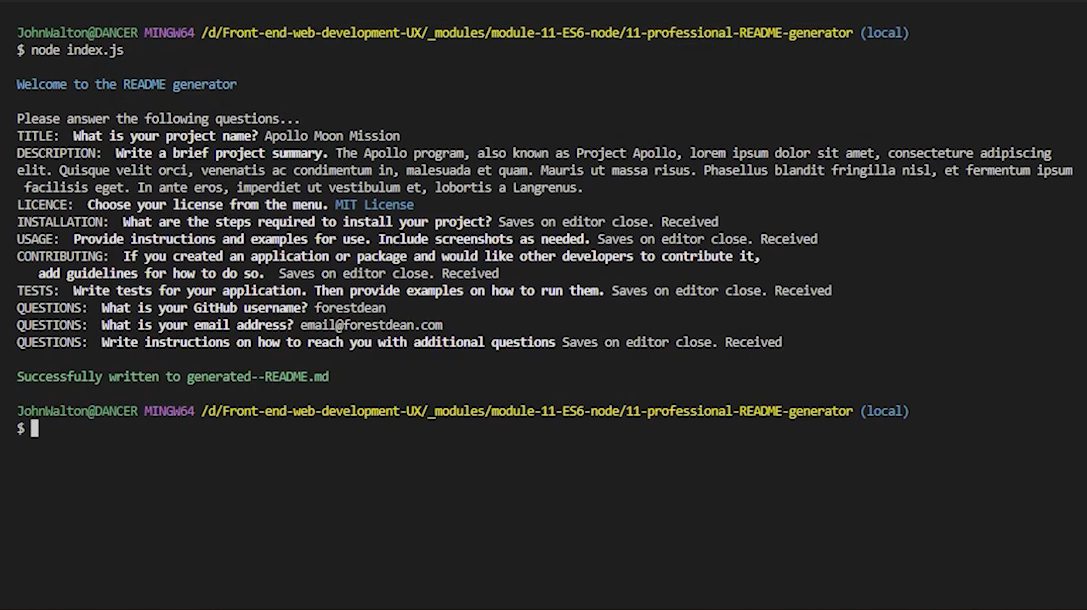 JohnWalton@DANCER MINGW64 /d/Front-end-web-development-UX/_modules/module-11-ES6-node/11-professional-README-generator (local)
$ node index.js
Welcome to the README generator
Please answer the following questions...
TITLE: What is your project name? Apollo Moon Mission
DESCRIPTION: Write a brief project summary. The Apollo program, also known as Project Apollo, lorem ipsum dolor sit amet, consecteture adipiscing
elit. Quisque velit orci, venenatis ac condimentum in, malesuada et quam. Mauris ut massa risus. Phasellus blandit fringilla nisl, et fermentum ipsum
facilisis eget. In ante eros, imperdiet ut vestibulum et, lobortis a Langrenus.
LICENCE: Choose your license from the menu. MIT License
INSTALLATION: What are the steps required to install your project? Saves on editor close. Received
USAGE: Provide instructions and examples for use. Include screenshots as needed. Saves on editor close. Received
CONTRIBUTING: If you created an application or package and would like other developers to contribute it,
add guidelines for how to do so. Saves on editor close. Received
TESTS: Write tests for your application. Then provide examples on how to run them. Saves on editor close. Received
QUESTIONS: What is your GitHub username? forestdean
QUESTIONS: What is your email address? email@forestdean.com
QUESTIONS: Write instructions on how to reach you with additional questions Saves on editor close. Received
Successfully written to generated--README.md
JohnWalton@DANCER MINGW64 /d/Front-end-web-development-UX/_modules/module-11-ES6-node/11-professional-README-generator (local)
$